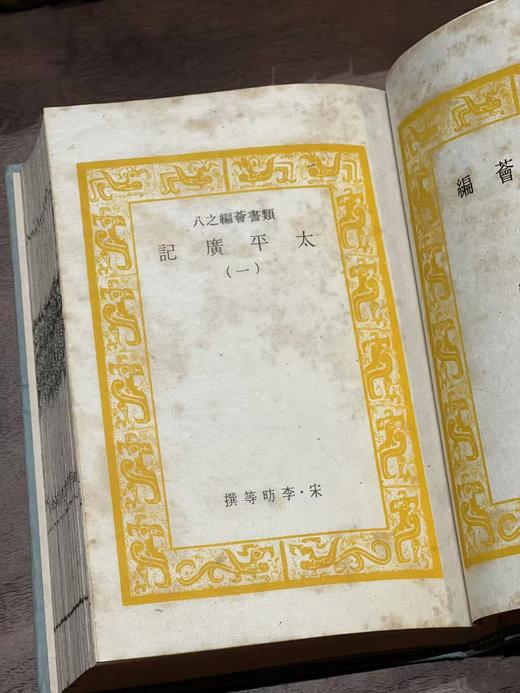 類書薈編之八
太平廣記
（一）
宋・李昉等撰
薈編